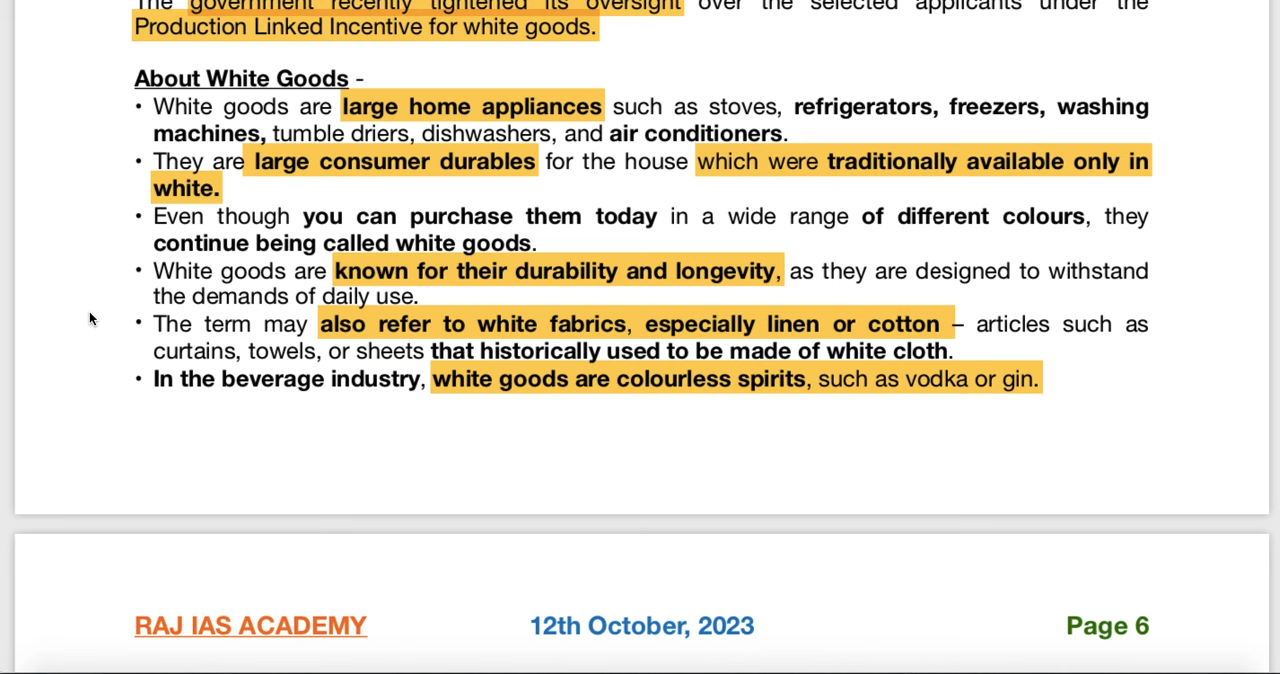 The government recently tightened its oversight over the selected applicants under the
Production Linked Incentive for white goods.
About White Goods -
• White goods are large home appliances such as stoves, refrigerators, freezers, washing
machines, tumble driers, dishwashers, and air conditioners.
• They are large consumer durables for the house which were traditionally available only in
white.
• Even though you can purchase them today in a wide range of different colours, they
continue being called white goods.
• White goods are known for their durability and longevity, as they are designed to withstand
the demands of daily use.
• The term may also refer to white fabrics, especially linen or cotton – articles such as
curtains, towels, or sheets that historically used to be made of white cloth.
• In the beverage industry, white goods are colourless spirits, such as vodka or gin.
RAJ IAS ACADEMY 12th October, 2023 Page 6